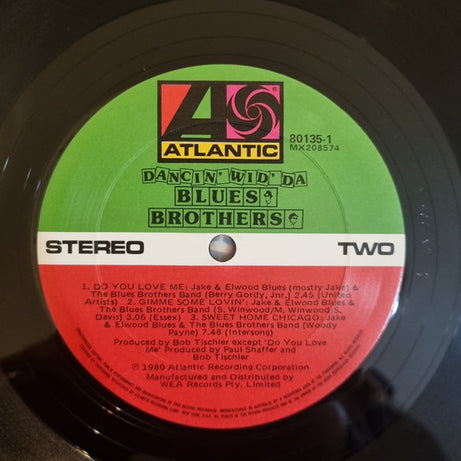 ATLANTIC
80135-1
MX208574
DANCIN' WID' DA
BLUES
BROTHERS
STEREO
TWO
1. DO YOU LOVE ME: Jake & Elwood Blues (mostly Jake) &
The Blues Brothers Band (Berry Gordy, Jnr.) 2.45 (United
Artists) 2. GIMME SOME LOVIN': Jake & Elwood Blues &
The Blues Brothers Band (S. Winwood/M, Winwood S.
Davis) 3.06 (Essex) 3. SWEET HOME CHICAGO: Jake
& Elwood Blues & The Blues Brothers Band (Woody
Payne) 7.48 (Intersong)
Produced by Bob Tischler except 'Do You Love
Me' Produced by Paul Shaffer and
Bob Tischler
℗ 1980 Atlantic Recording Corporation
Manufactured and Distributed by
WEA Records Pty. Limited